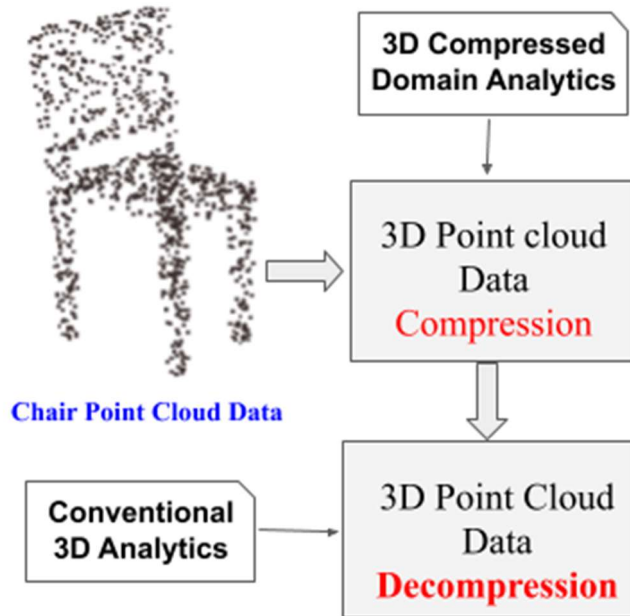 3D Compressed
Domain Analytics
3D Point cloud
Data
Compression
Chair Point Cloud Data
Conventional
3D Analytics
3D Point Cloud
Data
Decompression